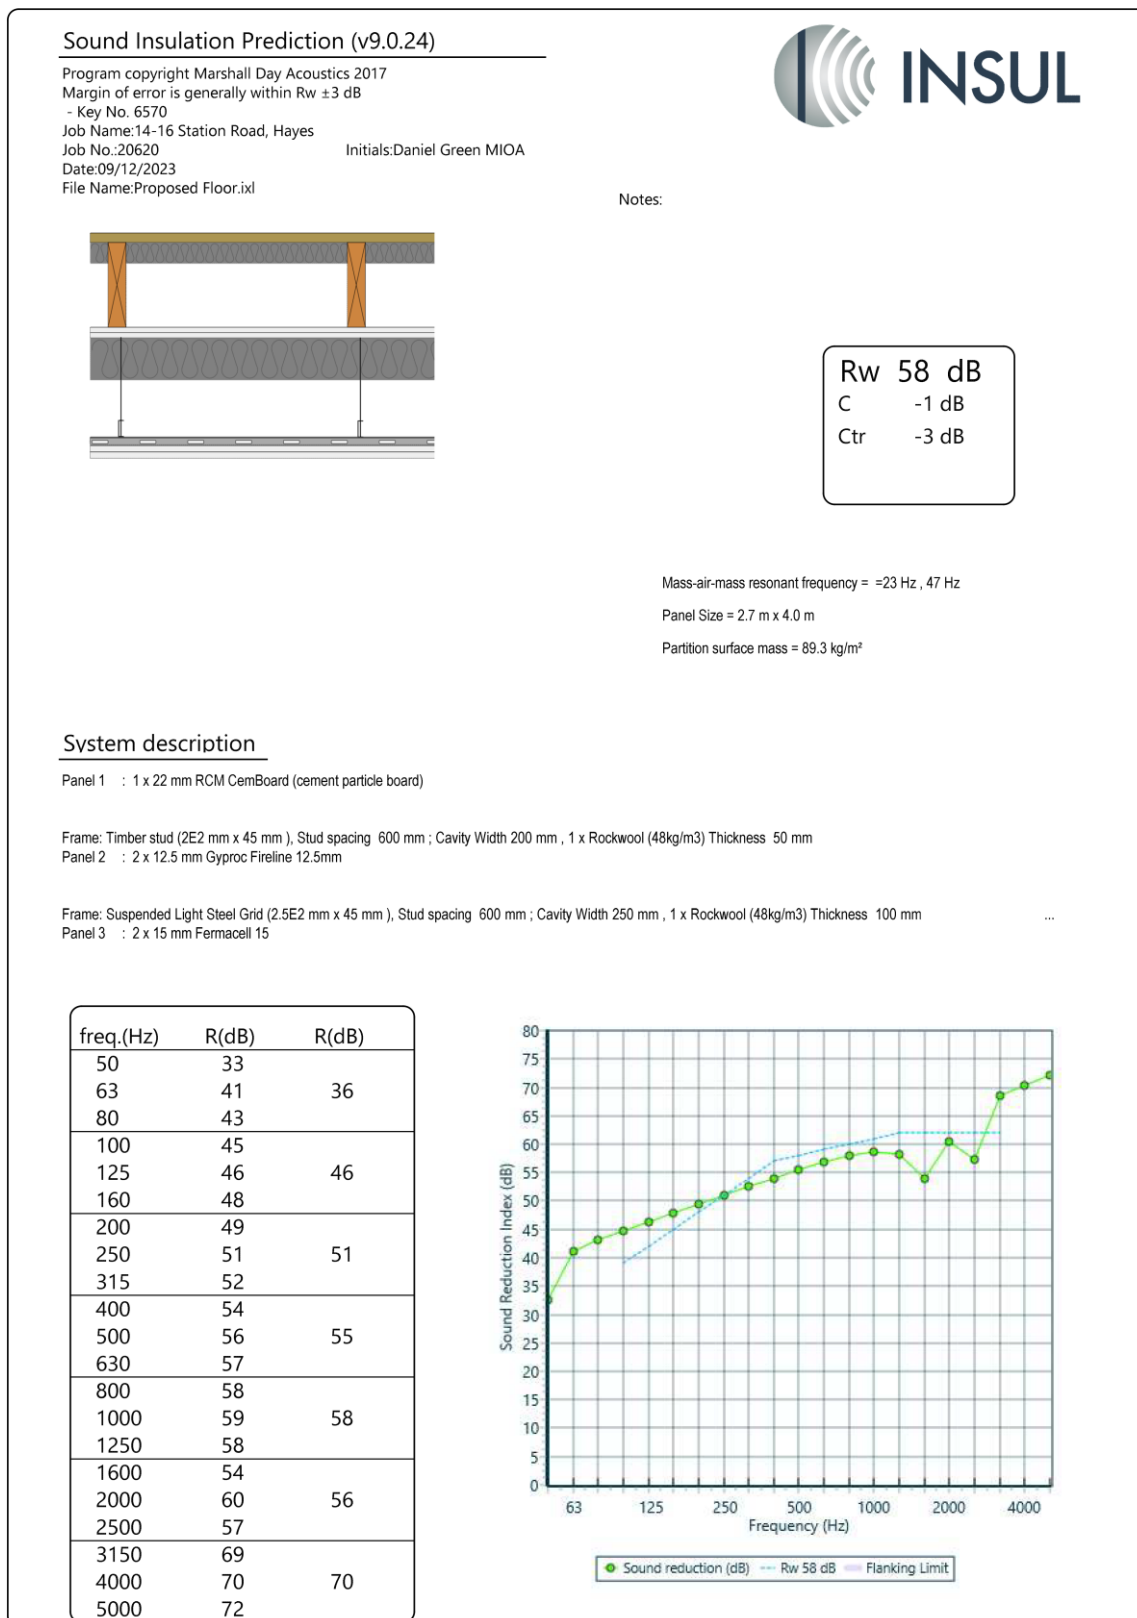 Sound Insulation Prediction (v9.0.24)
Program copyright Marshall Day Acoustics 2017
Margin of error is generally within Rw ±3 dB
- Key No. 6570
Job Name:14-16 Station Road, Hayes
Job No.:20620 Initials:Daniel Green MIOA
Date:09/12/2023
File Name:Proposed Floor.ixl
INSUL
Notes:
Rw 58 dB
C -1 dB
Ctr -3 dB
Mass-air-mass resonant frequency = =23 Hz , 47 Hz
Panel Size = 2.7 m x 4.0 m
Partition surface mass = 89.3 kg/m²
System description
Panel 1 : 1 x 22 mm RCM CemBoard (cement particle board)
Frame: Timber stud (2E2 mm x 45 mm ), Stud spacing 600 mm ; Cavity Width 200 mm , 1 x Rockwool (48kg/m3) Thickness 50 mm
Panel 2 : 2 x 12.5 mm Gyproc Fireline 12.5mm
Frame: Suspended Light Steel Grid (2.5E2 mm x 45 mm ), Stud spacing 600 mm ; Cavity Width 250 mm , 1 x Rockwool (48kg/m3) Thickness 100 mm ...
Panel 3 : 2 x 15 mm Fermacell 15
freq.(Hz) R(dB) R(dB)
50 33
63 41 36
80 43
100 45
125 46 46
160 48
200 49
250 51 51
315 52
400 54
500 56 55
630 57
800 58
1000 59 58
1250 58
1600 54
2000 60 56
2500 57
3150 69
4000 70 70
5000 72
Sound Reduction Index (dB)
80
75
70
65
60
55
50
45
40
35
30
25
20
15
10
5
0
63 125 250 500 1000 2000 4000
Frequency (Hz)
Sound reduction (dB) Rw 58 dB Flanking Limit